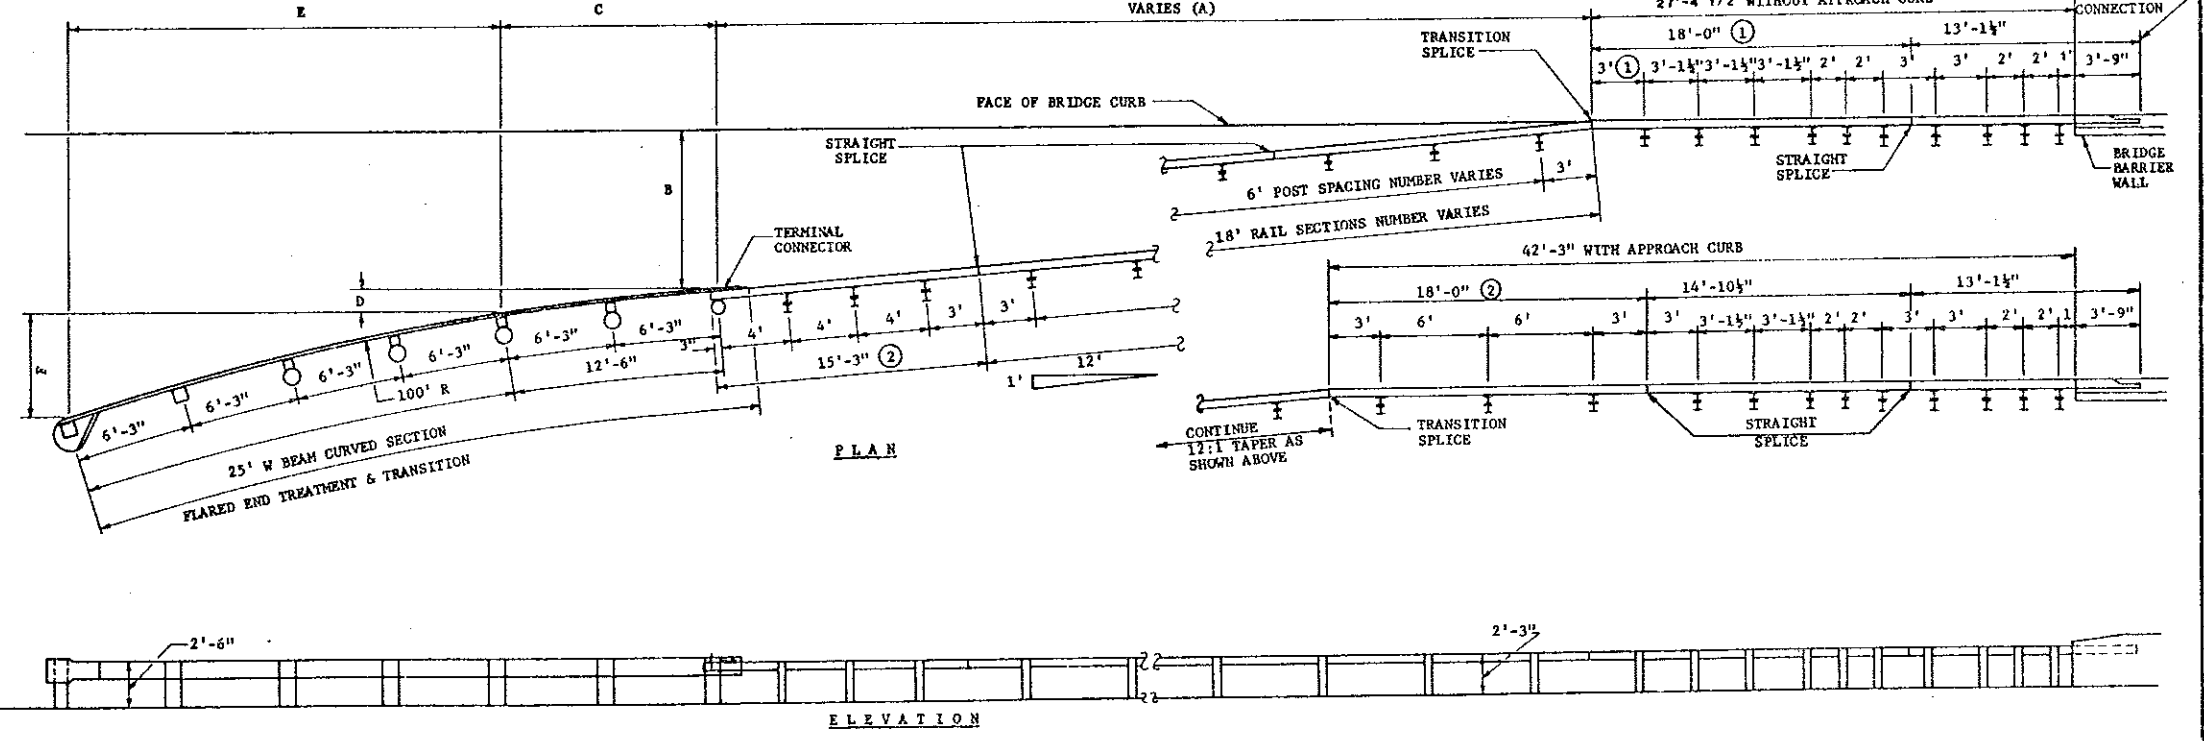 E
C
VARIES (A)
27'-4 1/2 WITHOUT APPROACH CURB
CONNECTION
18'-0" ①
13'-1½"
3' ① 3'-1½" 3'-1½" 3'-1½" 2' 2' 3' 3' 2' 2' 1' 3'-9"
TRANSITION
SPLICE
FACE OF BRIDGE CURB
STRAIGHT
SPLICE
B
STRAIGHT
SPLICE
BRIDGE
BARRIER
WALL
6' POST SPACING NUMBER VARIES
3'
18' RAIL SECTIONS NUMBER VARIES
TERMINAL
CONNECTOR
42'-3" WITH APPROACH CURB
D
18'-0" ②
14'-10½"
13'-1½"
3' 6' 6' 3' 3' 3'-1½" 3'-1½" 2' 2' 3' 3' 2' 2' 1 3'-9"
F
6'-3" 6'-3" 6'-3" 6'-3" 6'-3" 6'-3"
3" 4' 4' 4' 3' 3'
12'-6"
15'-3" ②
12'
1'
100' R
25' W BEAM CURVED SECTION
FLARED END TREATMENT & TRANSITION
PLAN
CONTINUE
12:1 TAPER AS
SHOWN ABOVE
TRANSITION
SPLICE
STRAIGHT
SPLICE
2'-6"
2'-3"
ELEVATION